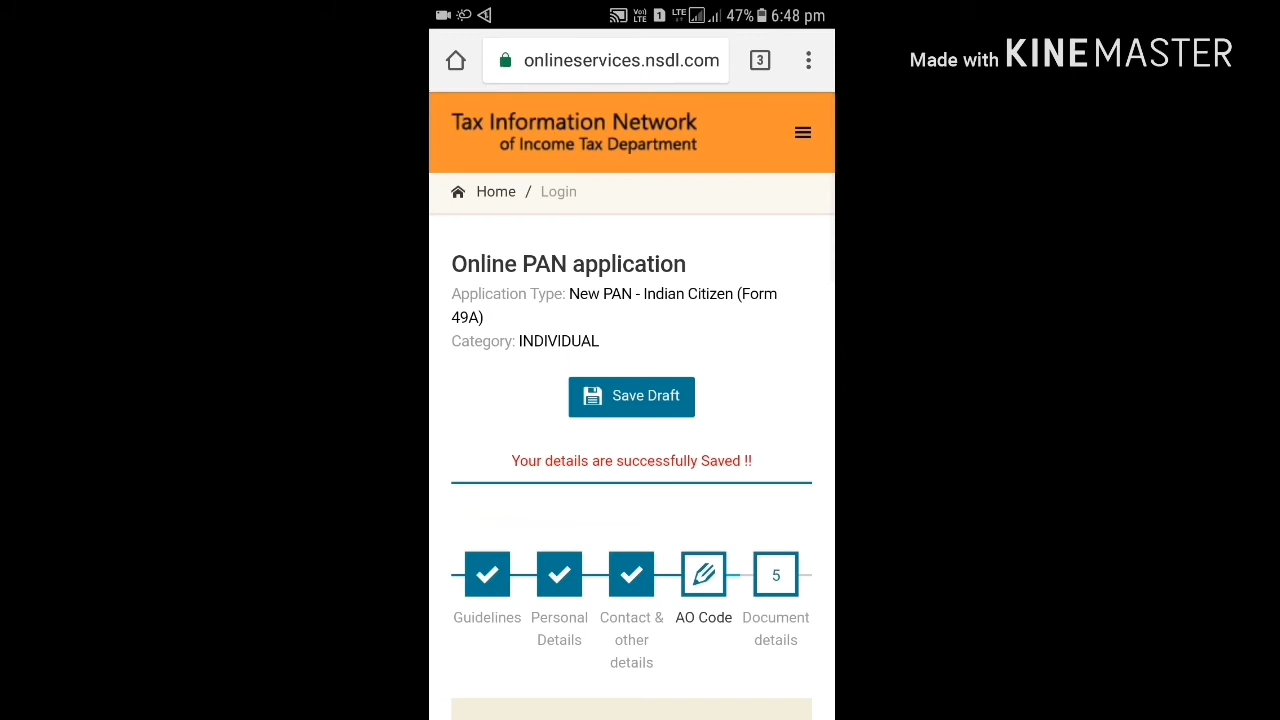 47% 6:48 pm
onlineservices.nsdl.com
3
Made with KINEMASTER
Tax Information Network
of Income Tax Department
Home / Login
Online PAN application
Application Type: New PAN - Indian Citizen (Form
49A)
Category: INDIVIDUAL
Save Draft
Your details are successfully Saved !!
5
Guidelines
Personal
Details
Contact &
other
details
AO Code
Document
details